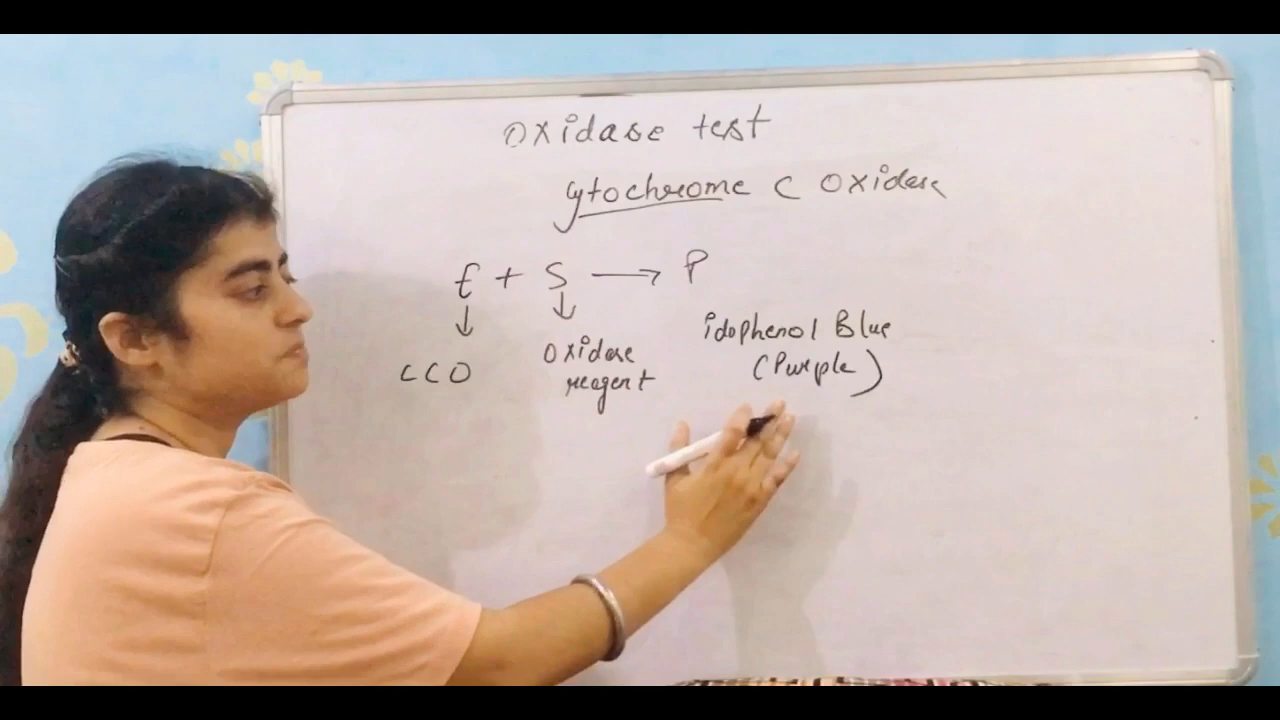 Oxidase test
Cytochrome C Oxidase
E + S → P
↓ ↓
CCO
Oxidase reagent
idophenol Blue
(Purple)